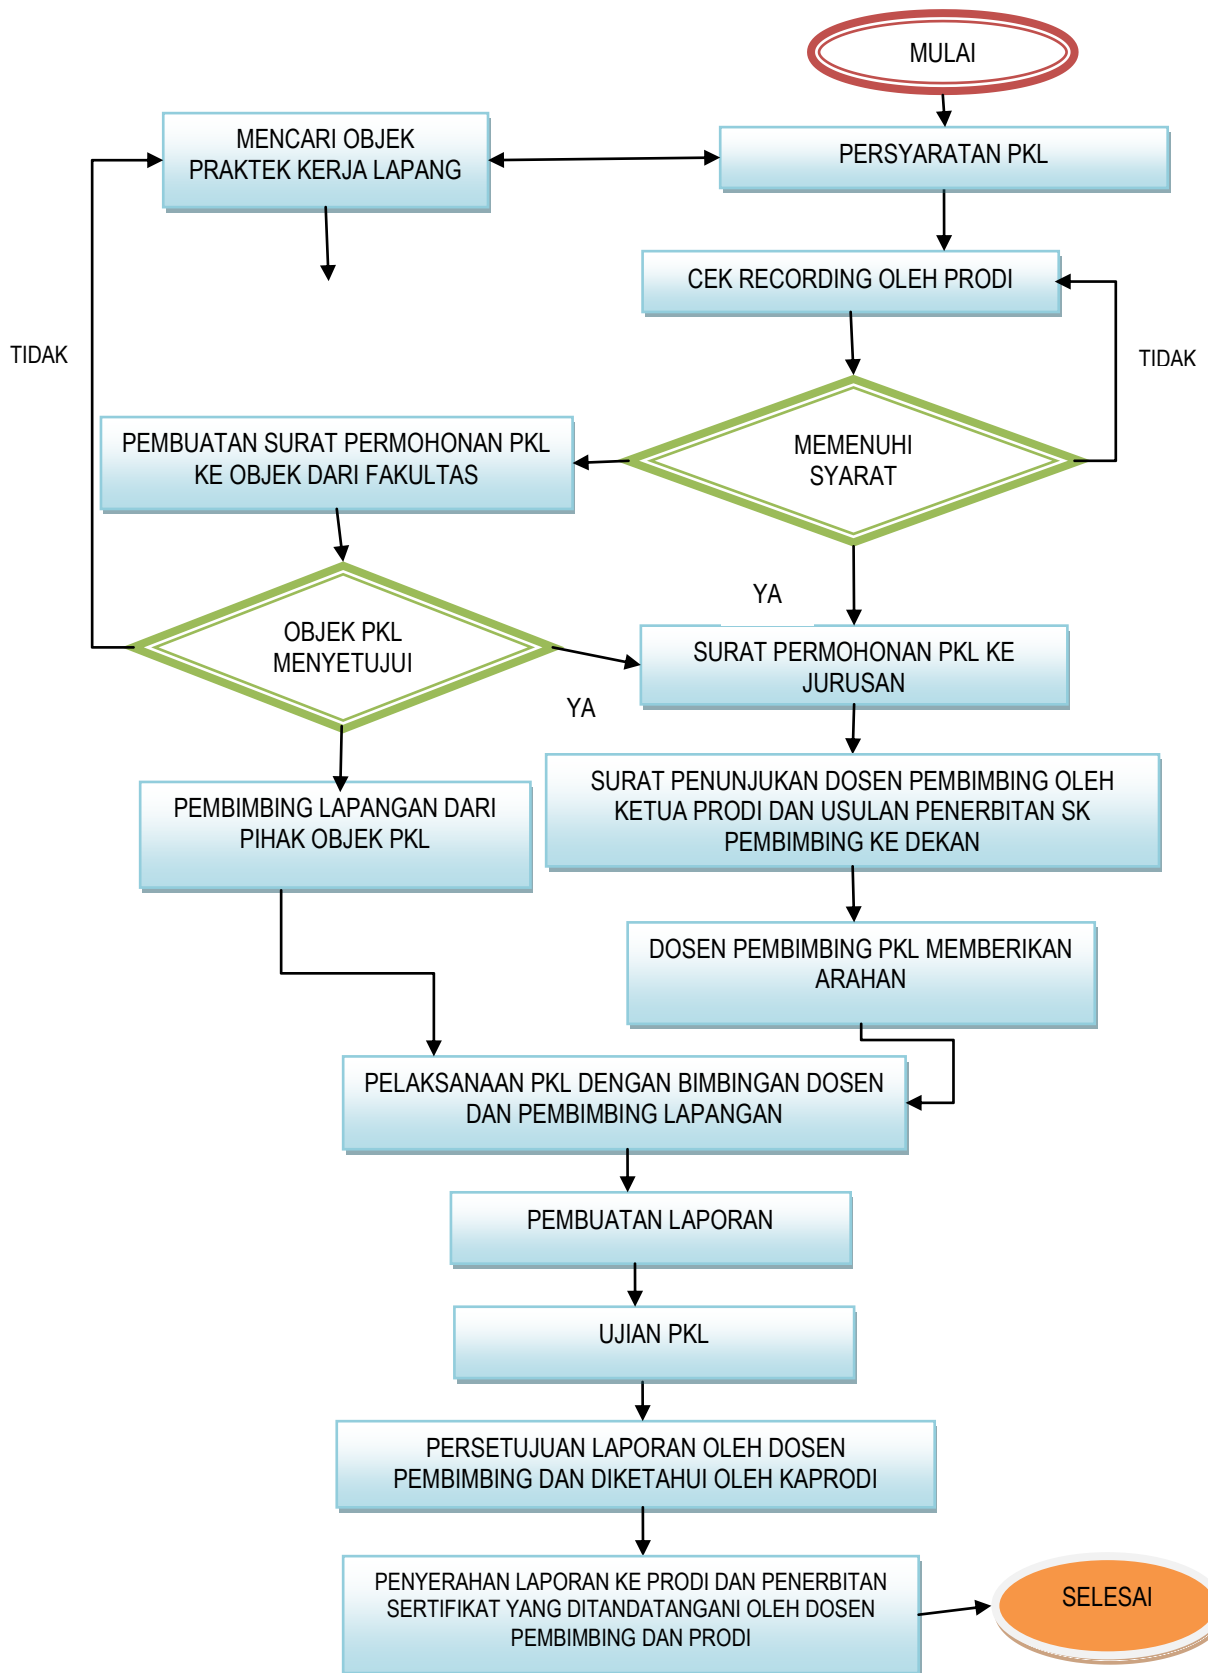 MULAI
MENCARI OBJEK
PRAKTEK KERJA LAPANG
PERSYARATAN PKL
CEK RECORDING OLEH PRODI
TIDAK
TIDAK
PEMBUATAN SURAT PERMOHONAN PKL
KE OBJEK DARI FAKULTAS
MEMENUHI
SYARAT
YA
OBJEK PKL
MENYETUJUI
SURAT PERMOHONAN PKL KE
JURUSAN
YA
PEMBIMBING LAPANGAN DARI
PIHAK OBJEK PKL
SURAT PENUNJUKAN DOSEN PEMBIMBING OLEH
KETUA PRODI DAN USULAN PENERBITAN SK
PEMBIMBING KE DEKAN
DOSEN PEMBIMBING PKL MEMBERIKAN
ARAHAN
PELAKSANAAN PKL DENGAN BIMBINGAN DOSEN
DAN PEMBIMBING LAPANGAN
PEMBUATAN LAPORAN
UJIAN PKL
PERSETUJUAN LAPORAN OLEH DOSEN
PEMBIMBING DAN DIKETAHUI OLEH KAPRODI
PENYERAHAN LAPORAN KE PRODI DAN PENERBITAN
SERTIFIKAT YANG DITANDATANGANI OLEH DOSEN
PEMBIMBING DAN PRODI
SELESAI